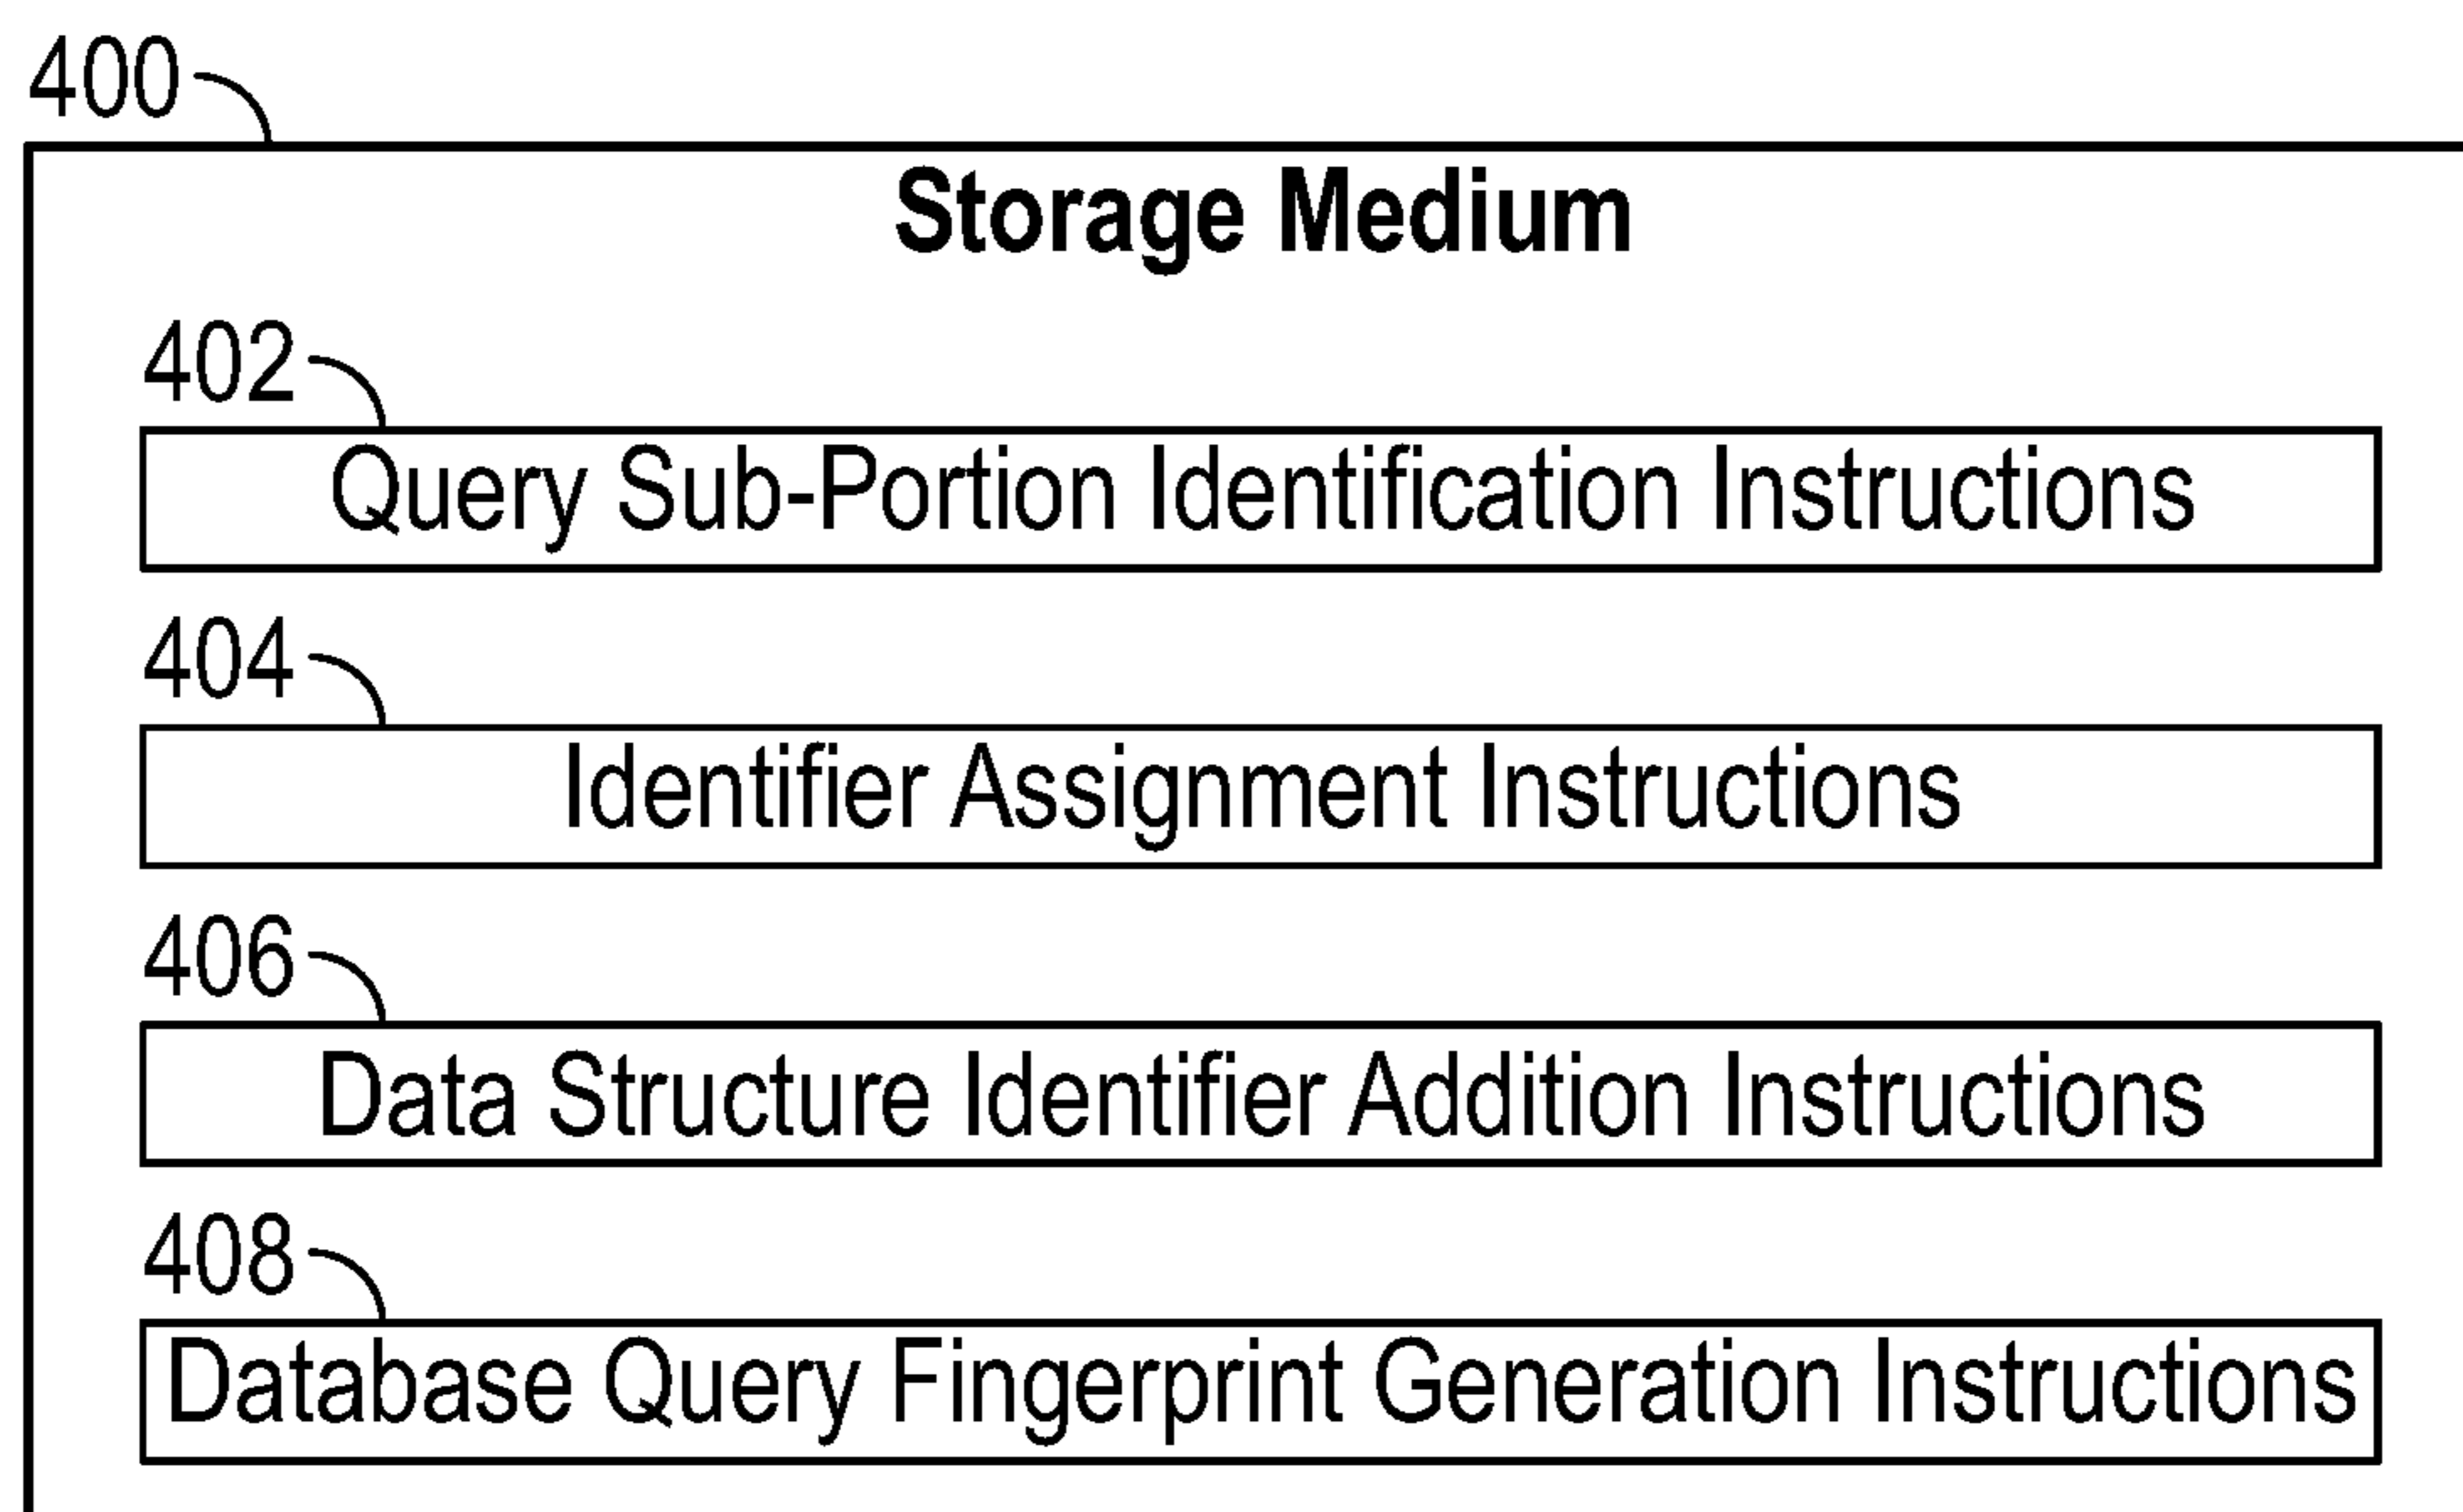 400
Storage Medium
402
Query Sub-Portion Identification Instructions
404
Identifier Assignment Instructions
406
Data Structure Identifier Addition Instructions
408
Database Query Fingerprint Generation Instructions